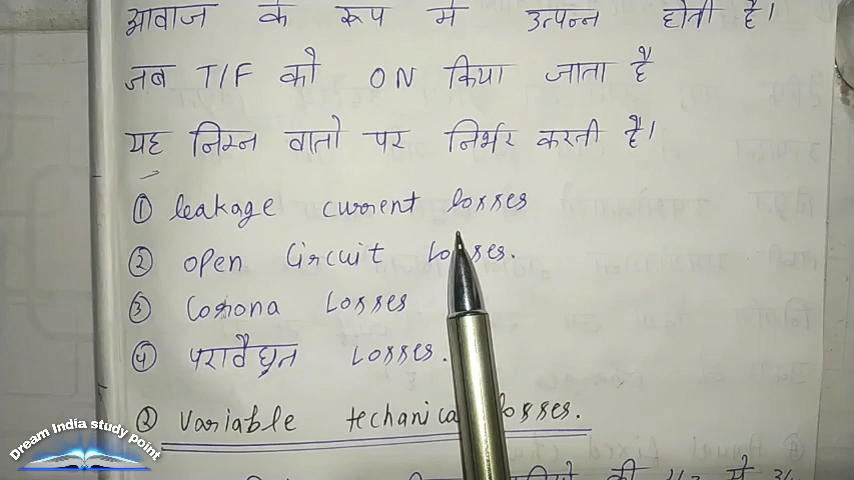 आवाज के रूप मे उत्पन्न होती है।
जब T/F को ON किया जाता है
यह निम्न वातो पर निर्भर करती है।
① leakage current losses
② open Circuit Losses.
③ Corona Losses
④ परावैधुत Losses.
② Variable techanical losses.
की
मे
Dream India study point